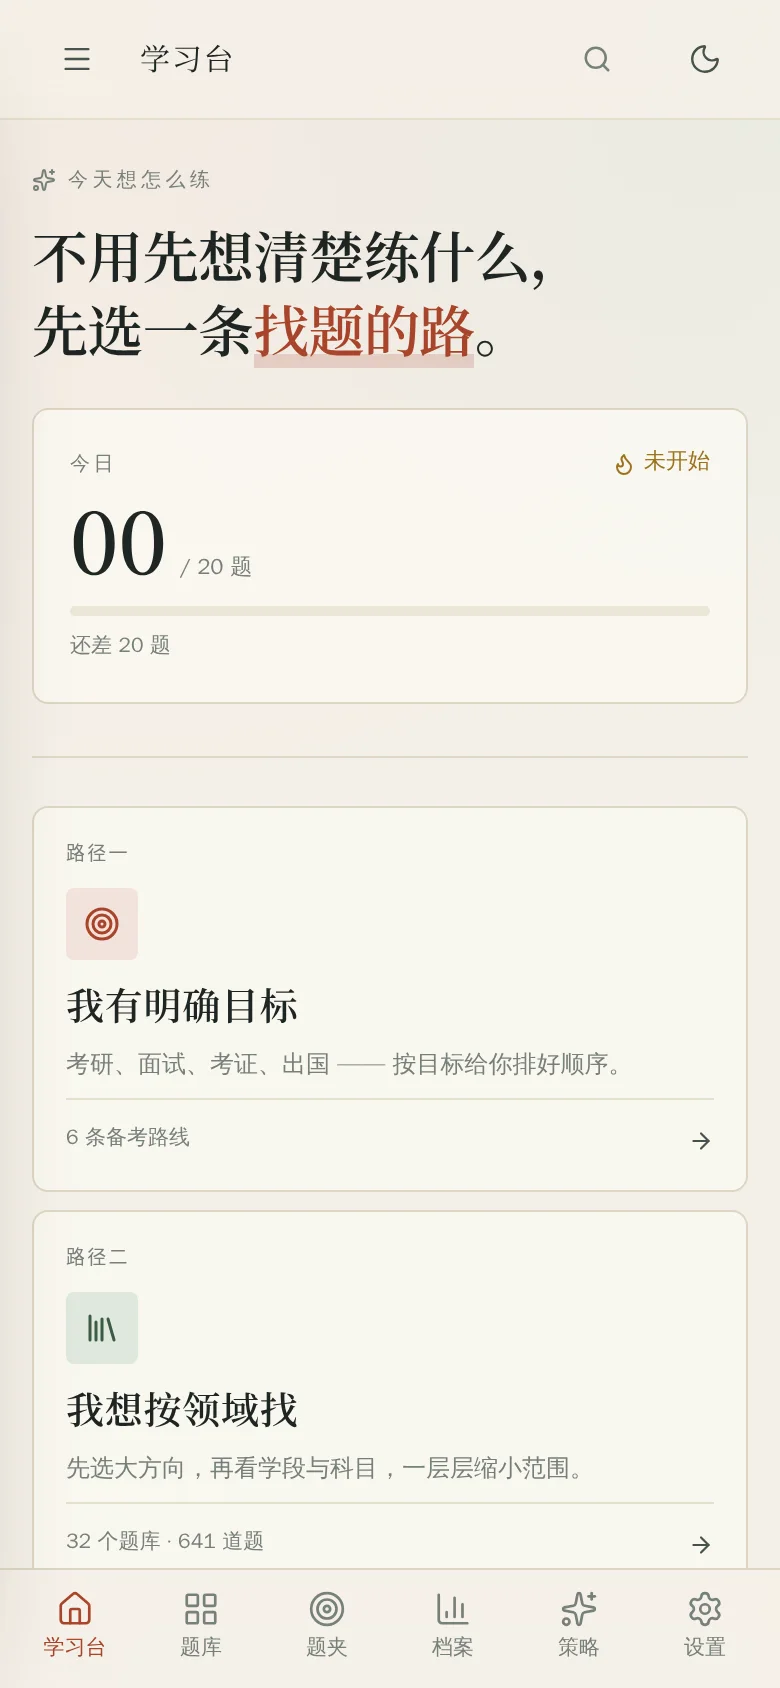 学习台
今天想怎么练
不用先想清楚练什么，
先选一条找题的路。
今日
未开始
00 / 20 题
还差 20 题
路径一
我有明确目标
考研、面试、考证、出国 —— 按目标给你排好顺序。
6 条备考路线
路径二
我想按领域找
先选大方向，再看学段与科目，一层层缩小范围。
32 个题库 · 641 道题
学习台 题库 题夹 档案 策略 设置